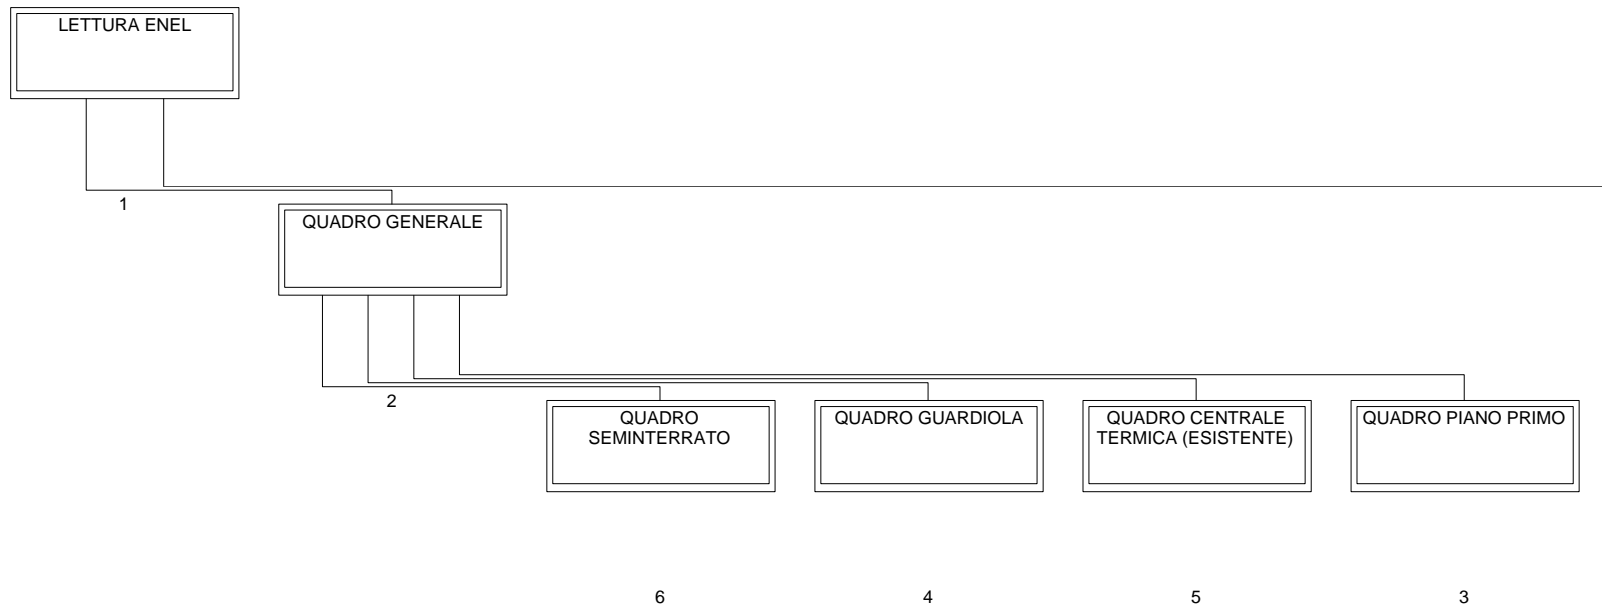 LETTURA ENEL
1
QUADRO GENERALE
2
QUADRO
SEMINTERRATO
QUADRO GUARDIOLA
QUADRO CENTRALE
TERMICA (ESISTENTE)
QUADRO PIANO PRIMO
6
4
5
3